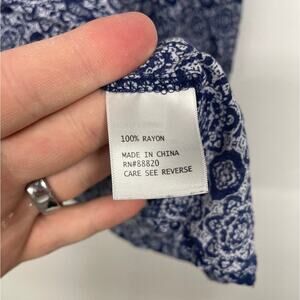 100% RAYON
MADE IN CHINA
RN#88820
CARE SEE REVERSE